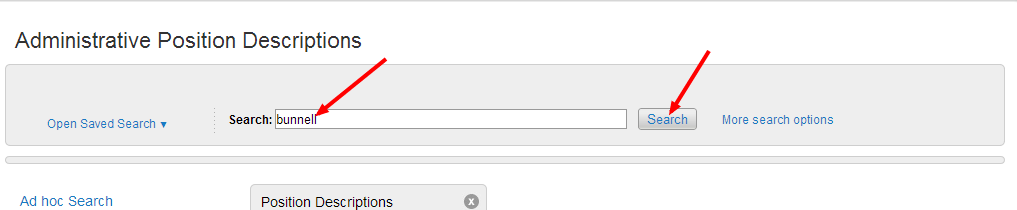 Administrative Position Descriptions
Open Saved Search ▾ Search: bunnell Search More search options
Ad hoc Search Position Descriptions x